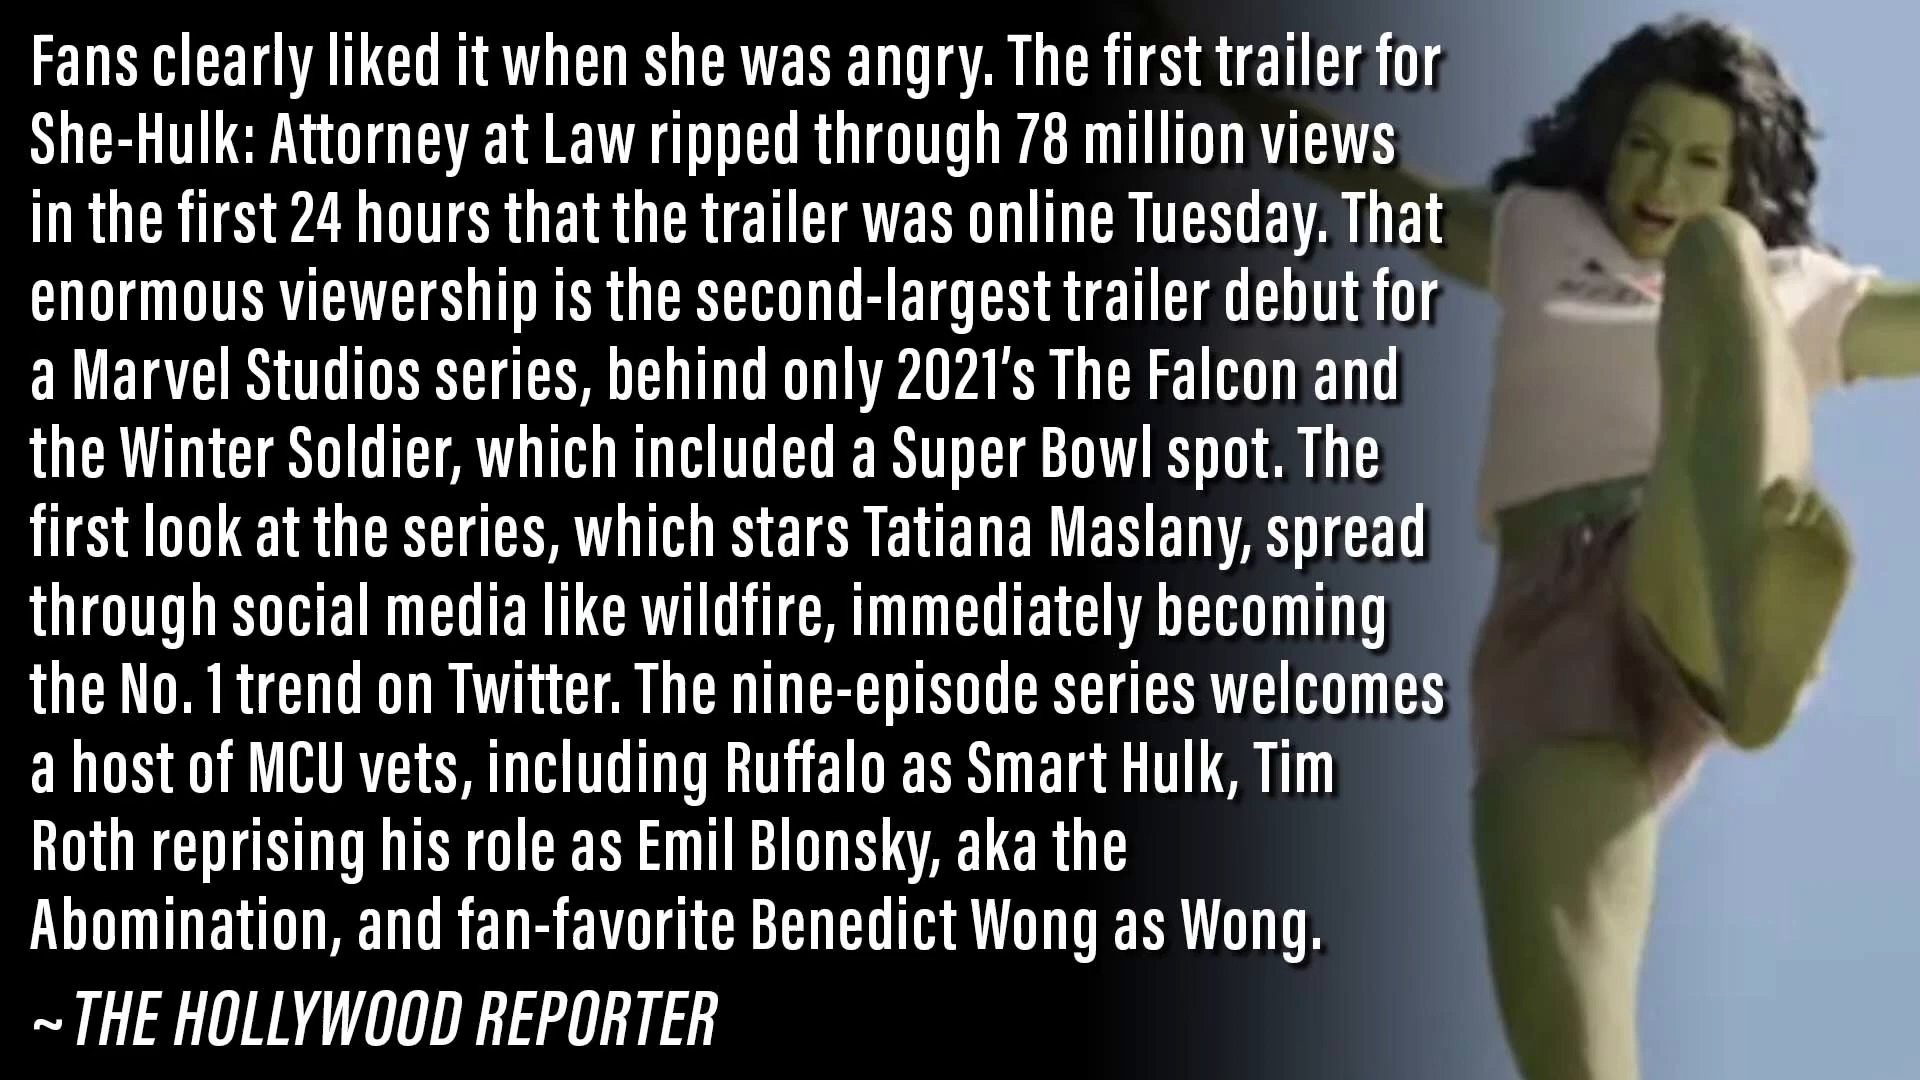 Fans clearly liked it when she was angry. The first trailer for
She-Hulk: Attorney at Law ripped through 78 million views
in the first 24 hours that the trailer was online Tuesday. That
enormous viewership is the second-largest trailer debut for
a Marvel Studios series, behind only 2021’s The Falcon and
the Winter Soldier, which included a Super Bowl spot. The
first look at the series, which stars Tatiana Maslany, spread
through social media like wildfire, immediately becoming
the No. 1 trend on Twitter. The nine-episode series welcomes
a host of MCU vets, including Ruffalo as Smart Hulk, Tim
Roth reprising his role as Emil Blonsky, aka the
Abomination, and fan-favorite Benedict Wong as Wong.
~THE HOLLYWOOD REPORTER